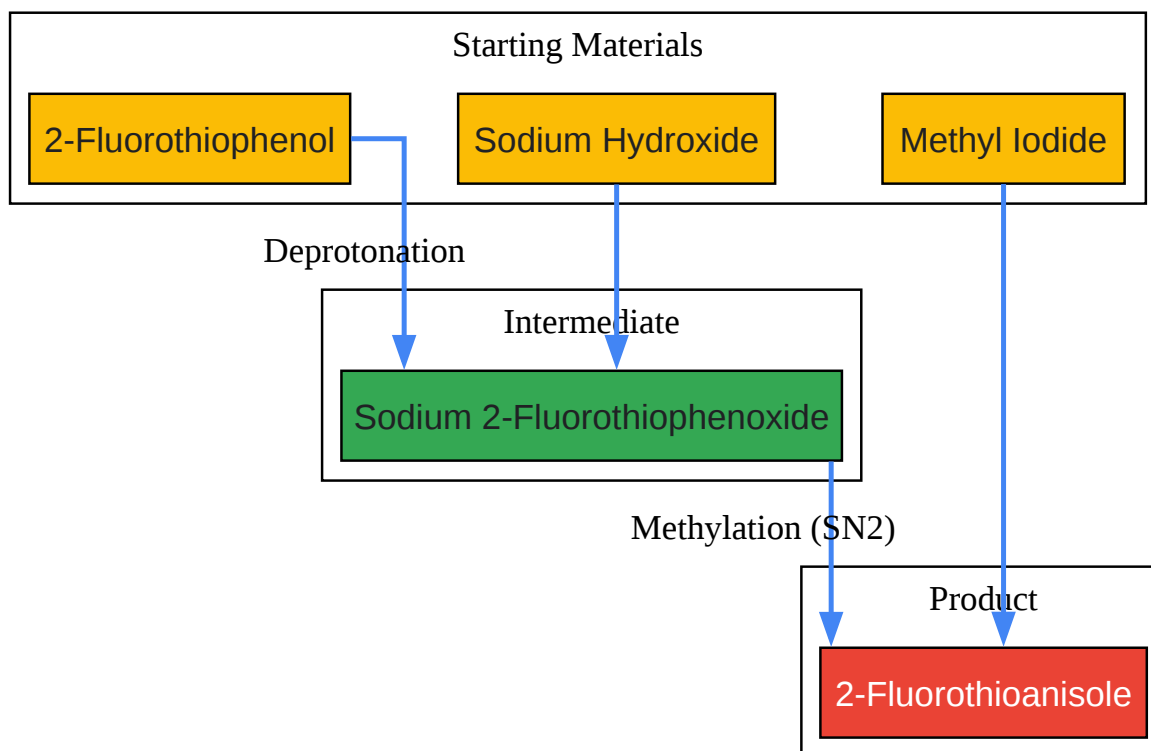 Starting Materials
2-Fluorothiophenol
Sodium Hydroxide
Methyl Iodide
Deprotonation
Intermediate
Sodium 2-Fluorothiophenoxide
Methylation (SN2)
Product
2-Fluorothioanisole